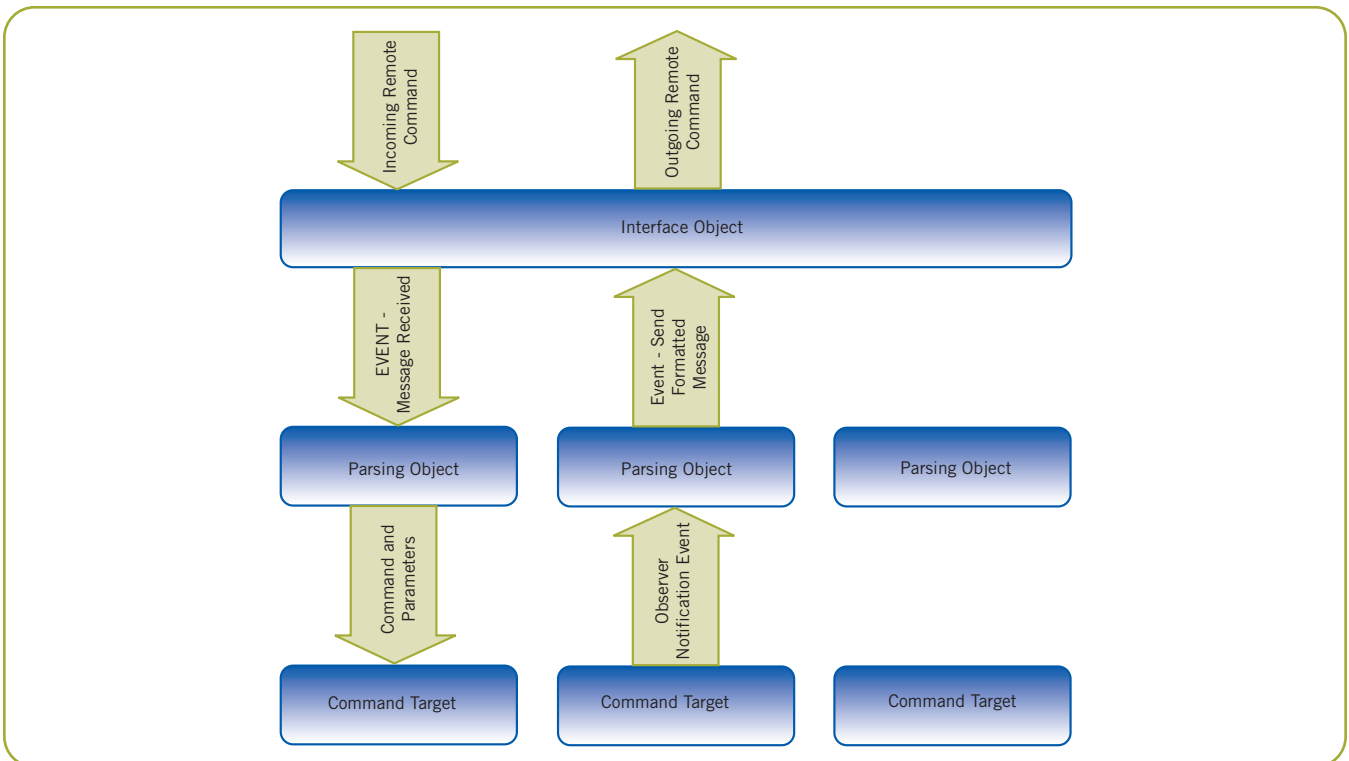 Incoming Remote
Command
Outgoing Remote
Command
Interface Object
EVENT -
Message Received
Event - Send
Formatted
Message
Parsing Object
Parsing Object
Parsing Object
Command and
Parameters
Observer
Notification Event
Command Target
Command Target
Command Target